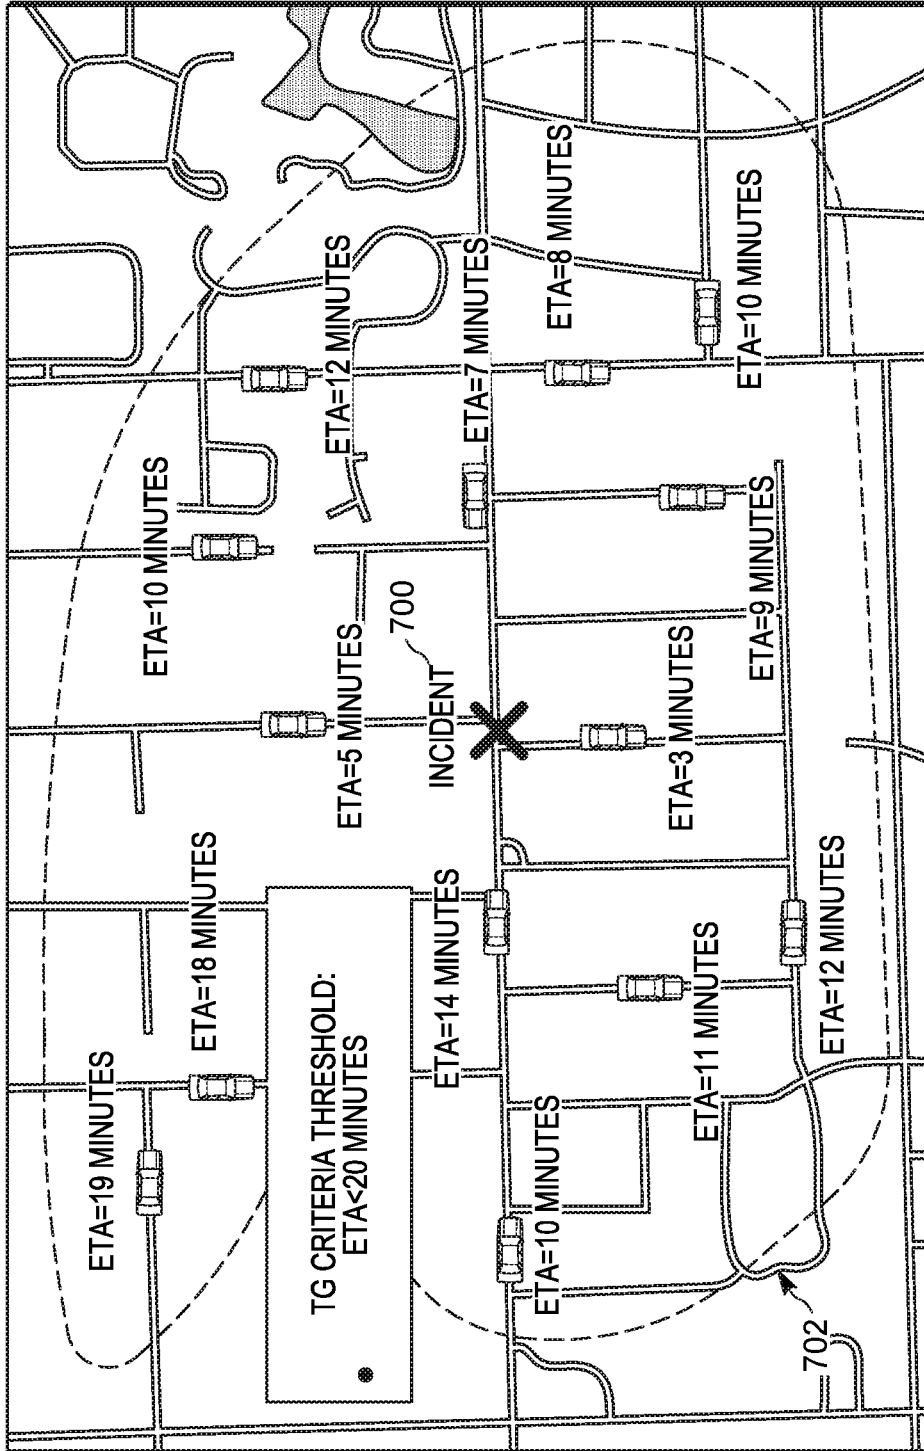 ETA=19 MINUTES
ETA=10 MINUTES
ETA=18 MINUTES
TG CRITERIA THRESHOLD:
ETA<20 MINUTES
ETA=5 MINUTES
ETA=12 MINUTES
700
INCIDENT
ETA=14 MINUTES
ETA=7 MINUTES
ETA=10 MINUTES
ETA=8 MINUTES
ETA=3 MINUTES
ETA=11 MINUTES
ETA=10 MINUTES
ETA=9 MINUTES
702
ETA=12 MINUTES